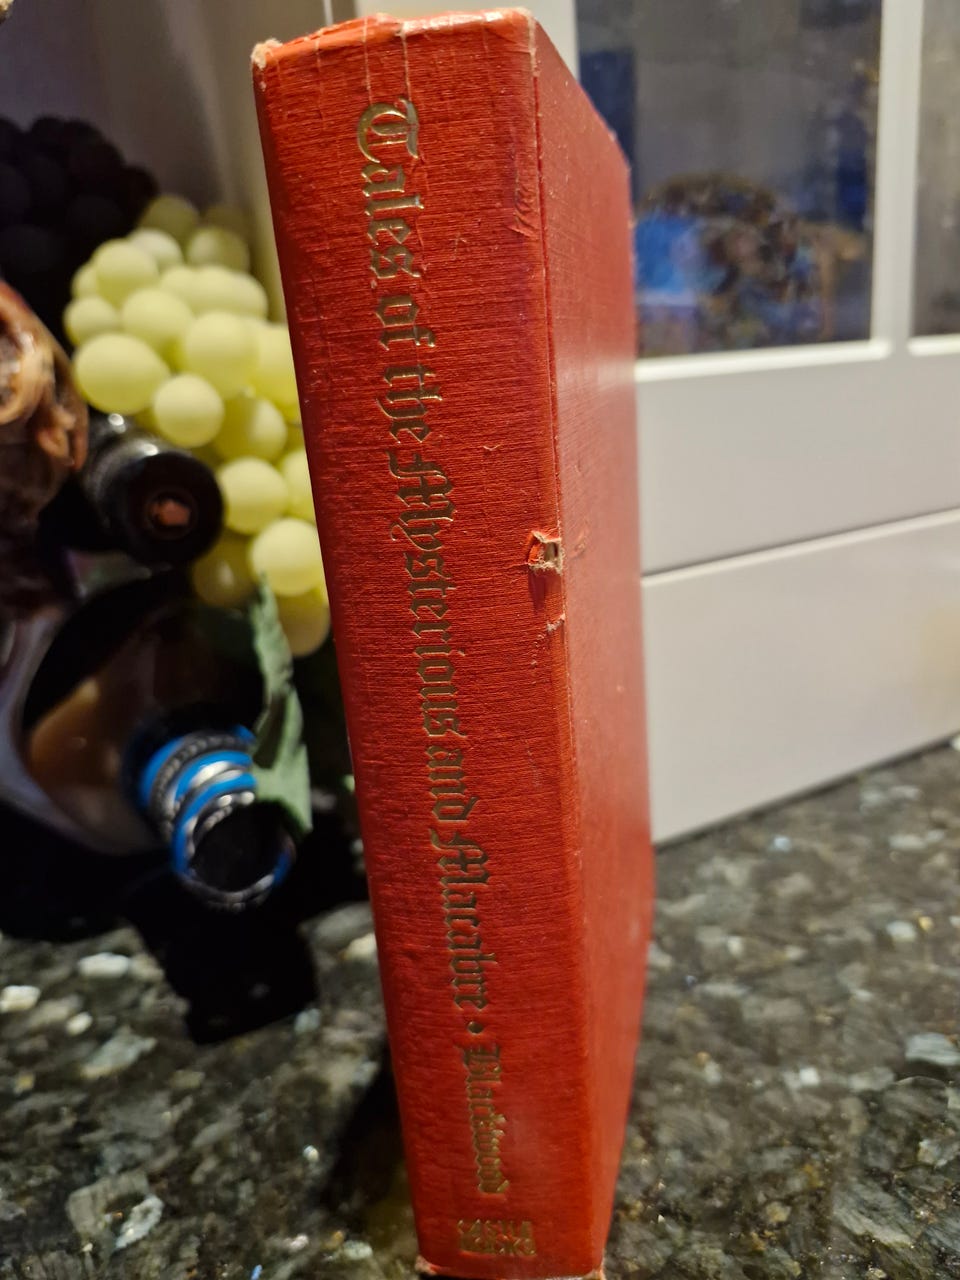 Tales of the Mysterious and Macabre • Blackwood